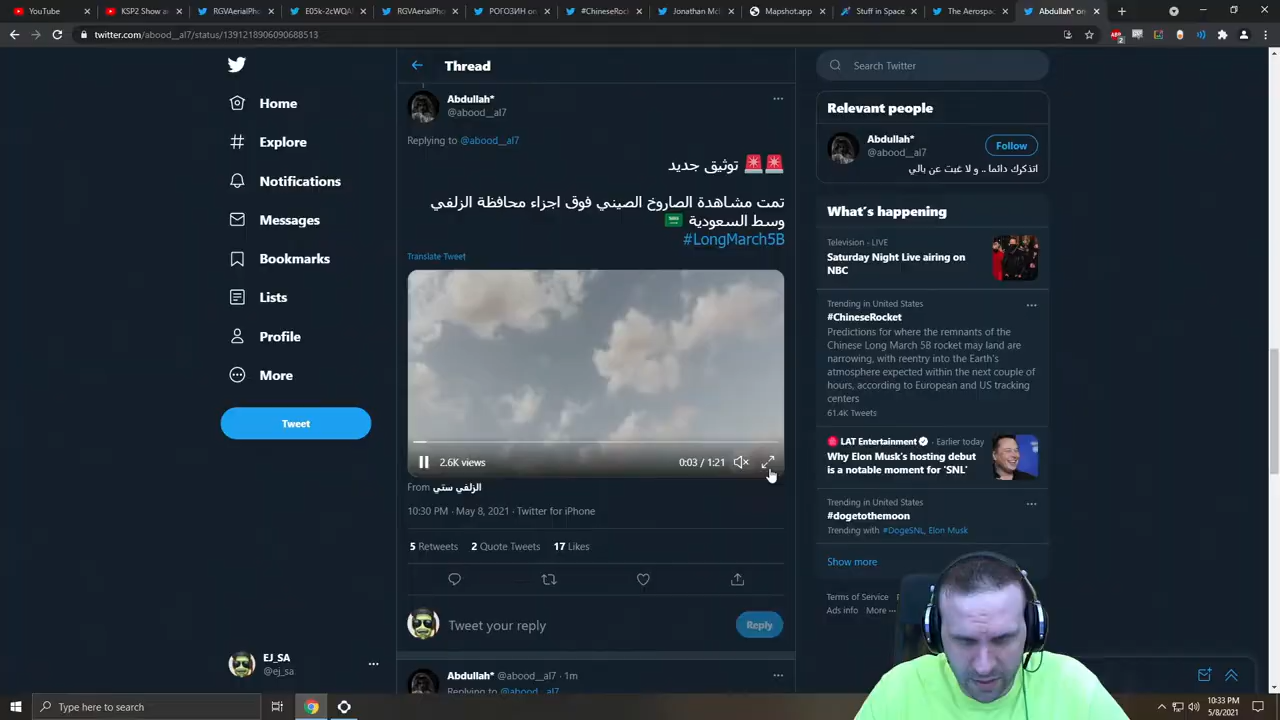 YouTube
KSP2 Show a
RGVAerialPh
E05k-2cWQA
RGVAerialPh
РОГОЗИН on
#ChineseRoc
Jonathan Mc
Mapshot.app
Stuff in Space
The Aerospac
Abdullah* on
twitter.com/abood__al7/status/1391218906090688513
Home
Explore
Notifications
Messages
Bookmarks
Lists
Profile
More
Tweet
EJ_SA
@ej_sa
Thread
Abdullah*
@abood__al7
Replying to @abood__al7
🚨🚨 توثيق جديد
تمت مشاهدة الصاروخ الصيني فوق اجزاء محافظة الزلفي
وسط السعودية 🇸🇦
#LongMarch5B
Translate Tweet
2.6K views
0:03 / 1:21
From الزلفي ستي
10:30 PM · May 8, 2021 · Twitter for iPhone
5 Retweets 2 Quote Tweets 17 Likes
Tweet your reply
Reply
Abdullah* @abood__al7 · 1m
Replying to @abood__al7
Search Twitter
Relevant people
Abdullah*
@abood__al7
Follow
اتذكرك دائما .. و لا غبت عن بالي
What's happening
Television · LIVE
Saturday Night Live airing on
NBC
Trending in United States
#ChineseRocket
Predictions for where the remnants of the
Chinese Long March 5B rocket may land are
narrowing, with reentry into the Earth's
atmosphere expected within the next couple of
hours, according to European and US tracking
centers
61.4K Tweets
LAT Entertainment · Earlier today
Why Elon Musk's hosting debut
is a notable moment for 'SNL'
Trending in United States
#dogetothemoon
Trending with #DogeSNL, Elon Musk
Show more
Terms of Service
Ad info More ···
Type here to search
10:33 PM
5/8/2021